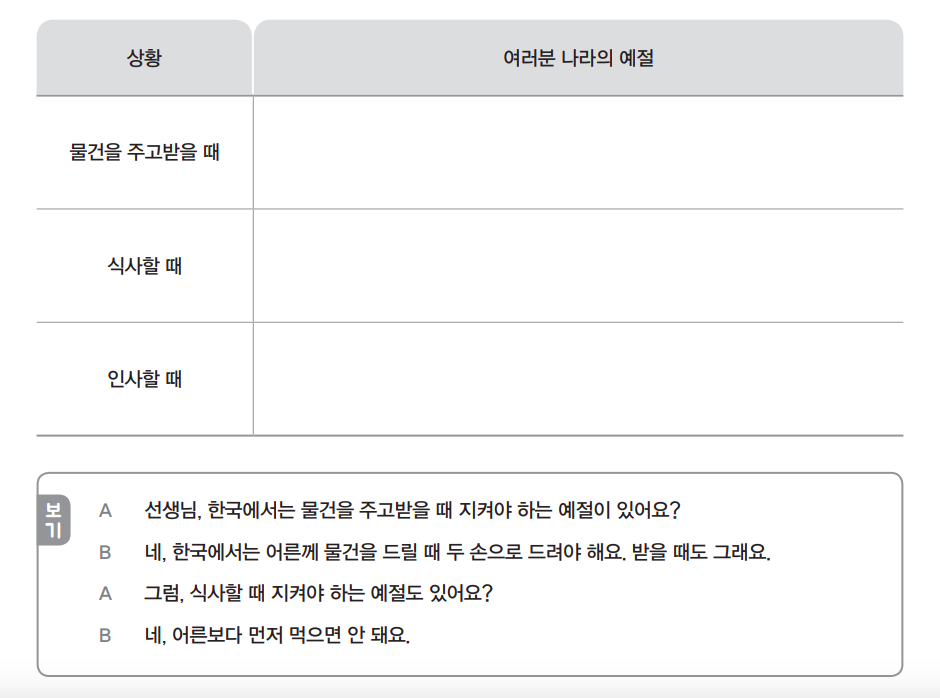 상황
여러분 나라의 예절
물건을 주고받을 때
식사할 때
인사할 때
보기
A 선생님, 한국에서는 물건을 주고받을 때 지켜야 하는 예절이 있어요?
B 네, 한국에서는 어른께 물건을 드릴 때 두 손으로 드려야 해요. 받을 때도 그래요.
A 그럼, 식사할 때 지켜야 하는 예절도 있어요?
B 네, 어른보다 먼저 먹으면 안 돼요.